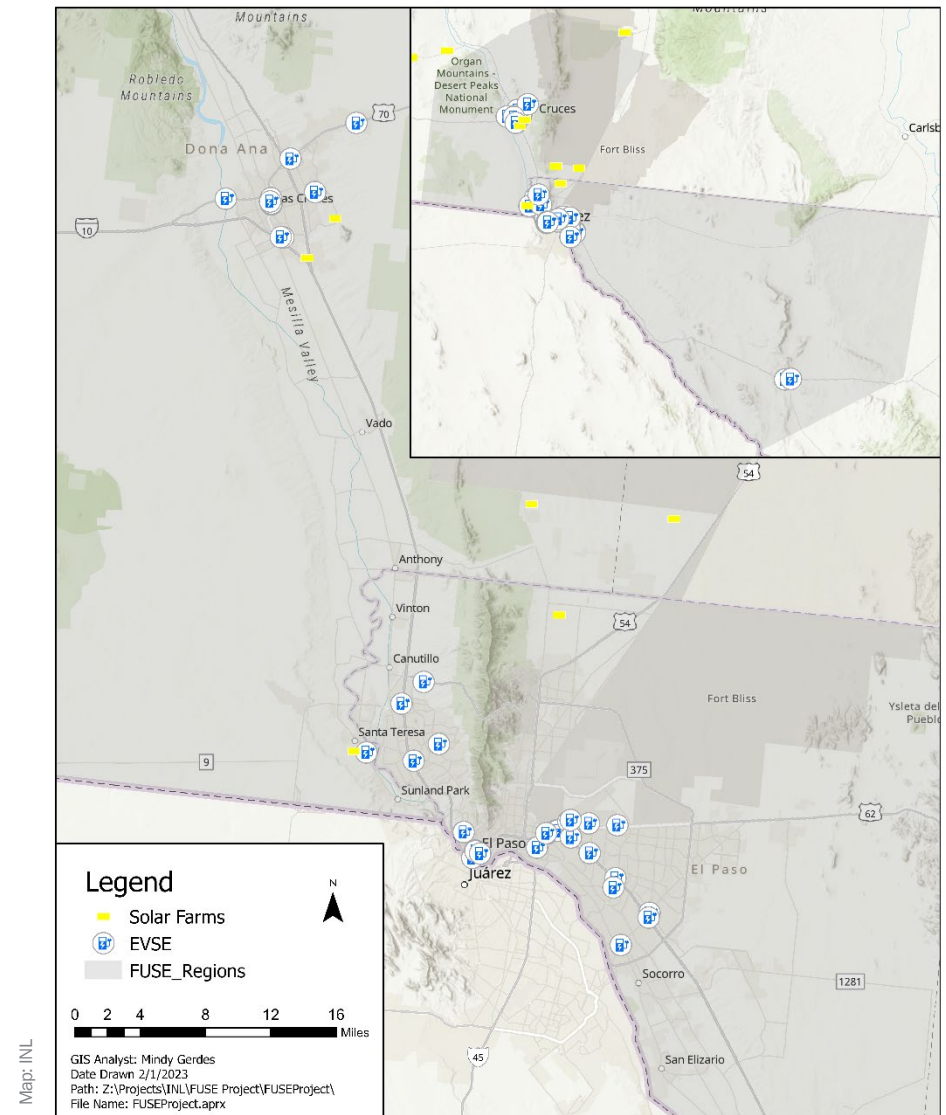 Mountains
Robledo
Mountains
Dona Ana
70
as Cruces
10
Mesilla Valley
Vado
Mountains
Organ
Mountains -
Desert Peaks
National
Monument
Cruces
Fort Bliss
Carlsb
ez
54
Anthony
Vinton
54
Canutillo
Fort Bliss
Ysleta del
Pueblo
Santa Teresa
9
375
Sunland Park
62
El Paso
El Paso
Juárez
Socorro
1281
45
San Elizario
Legend
N
Solar Farms
EVSE
FUSE_Regions
0 2 4 8 12 16
Miles
GIS Analyst: Mindy Gerdes
Date Drawn 2/1/2023
Path: Z:\Projects\INL\FUSE Project\FUSEProject\
File Name: FUSEProject.aprx
Map: INL